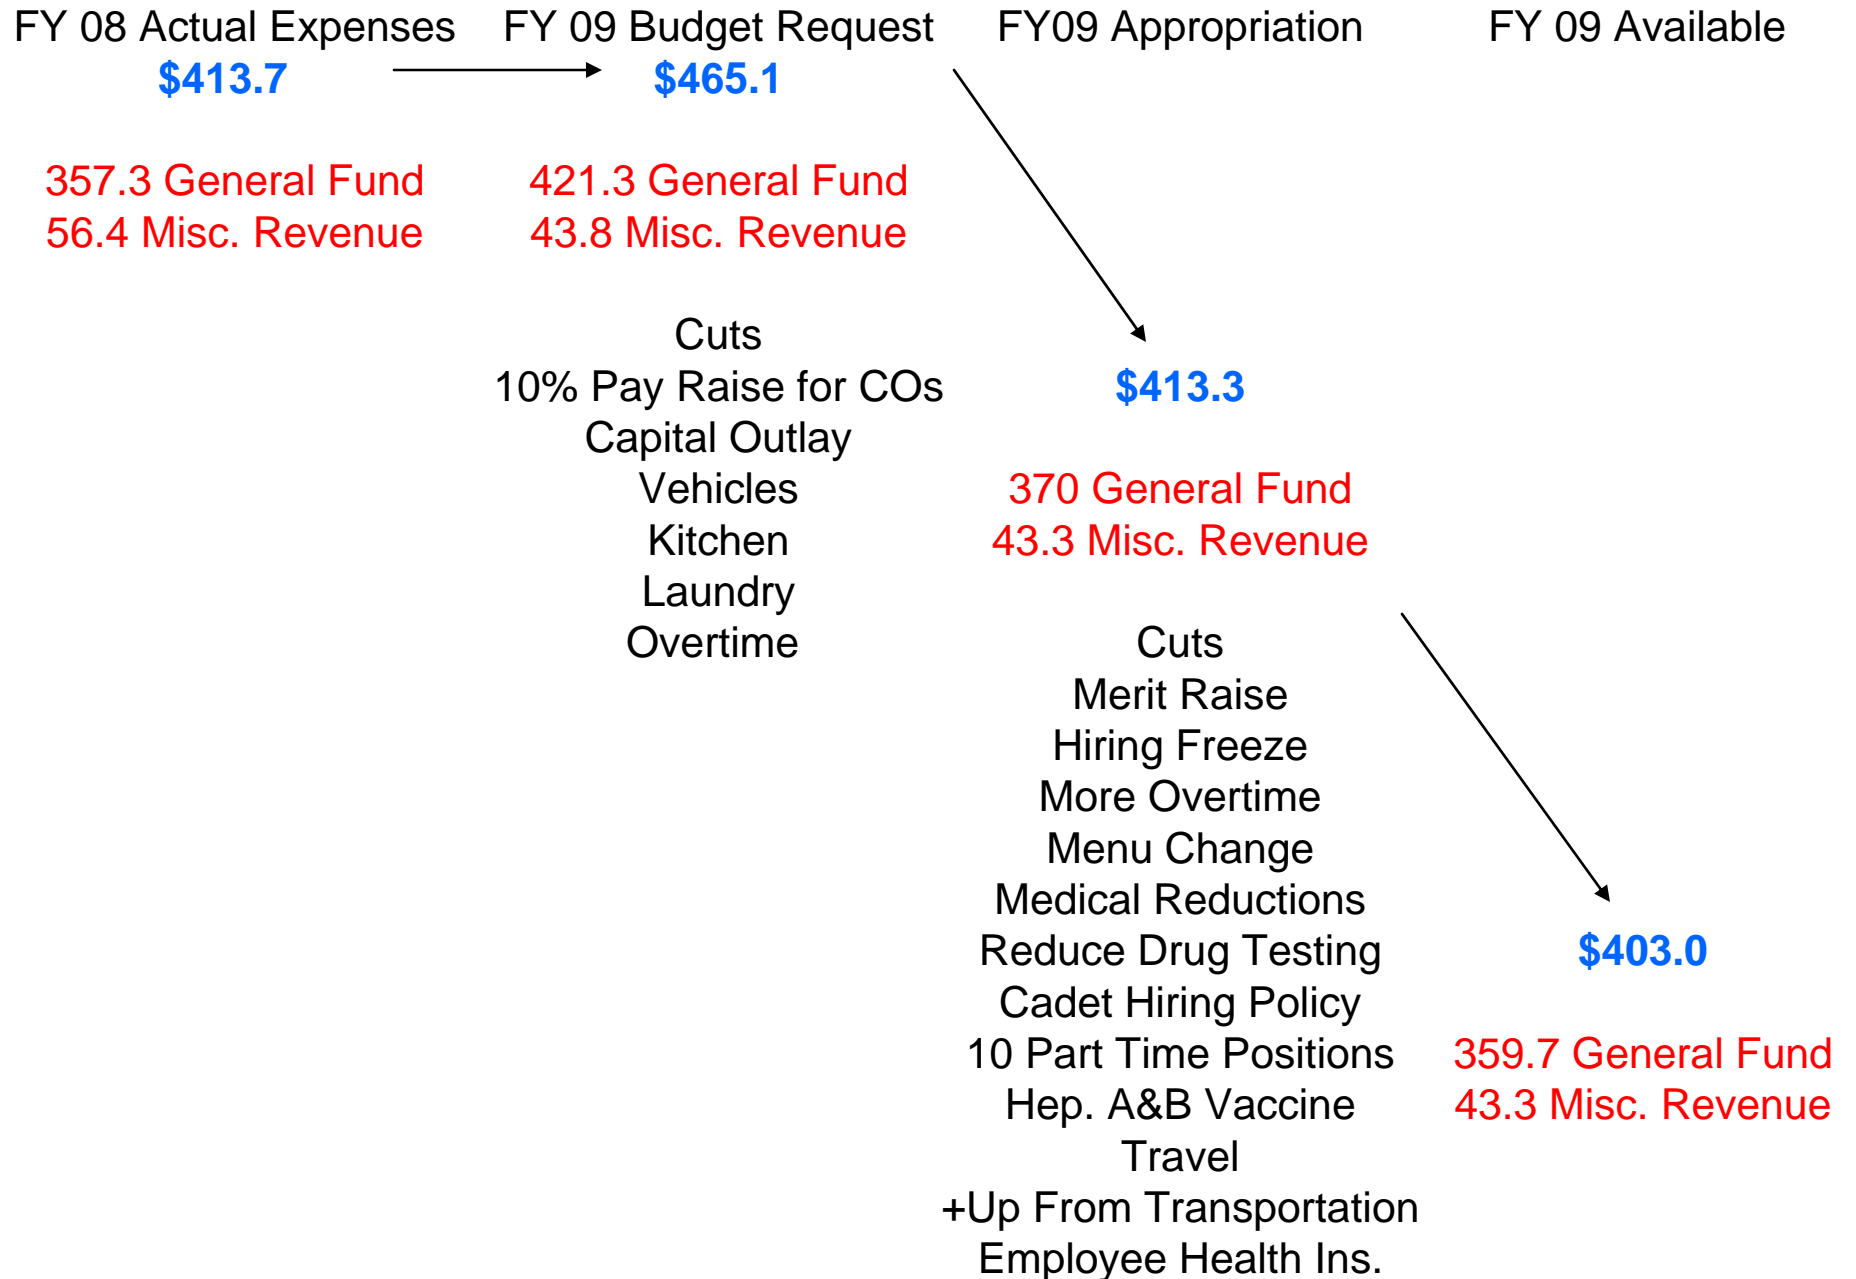 FY 08 Actual Expenses
$413.7
357.3 General Fund
56.4 Misc. Revenue
FY 09 Budget Request
$465.1
421.3 General Fund
43.8 Misc. Revenue
Cuts
10% Pay Raise for COs
Capital Outlay
Vehicles
Kitchen
Laundry
Overtime
FY09 Appropriation
$413.3
370 General Fund
43.3 Misc. Revenue
Cuts
Merit Raise
Hiring Freeze
More Overtime
Menu Change
Medical Reductions
Reduce Drug Testing
Cadet Hiring Policy
10 Part Time Positions
Hep. A&B Vaccine
Travel
+Up From Transportation
Employee Health Ins.
FY 09 Available
$403.0
359.7 General Fund
43.3 Misc. Revenue